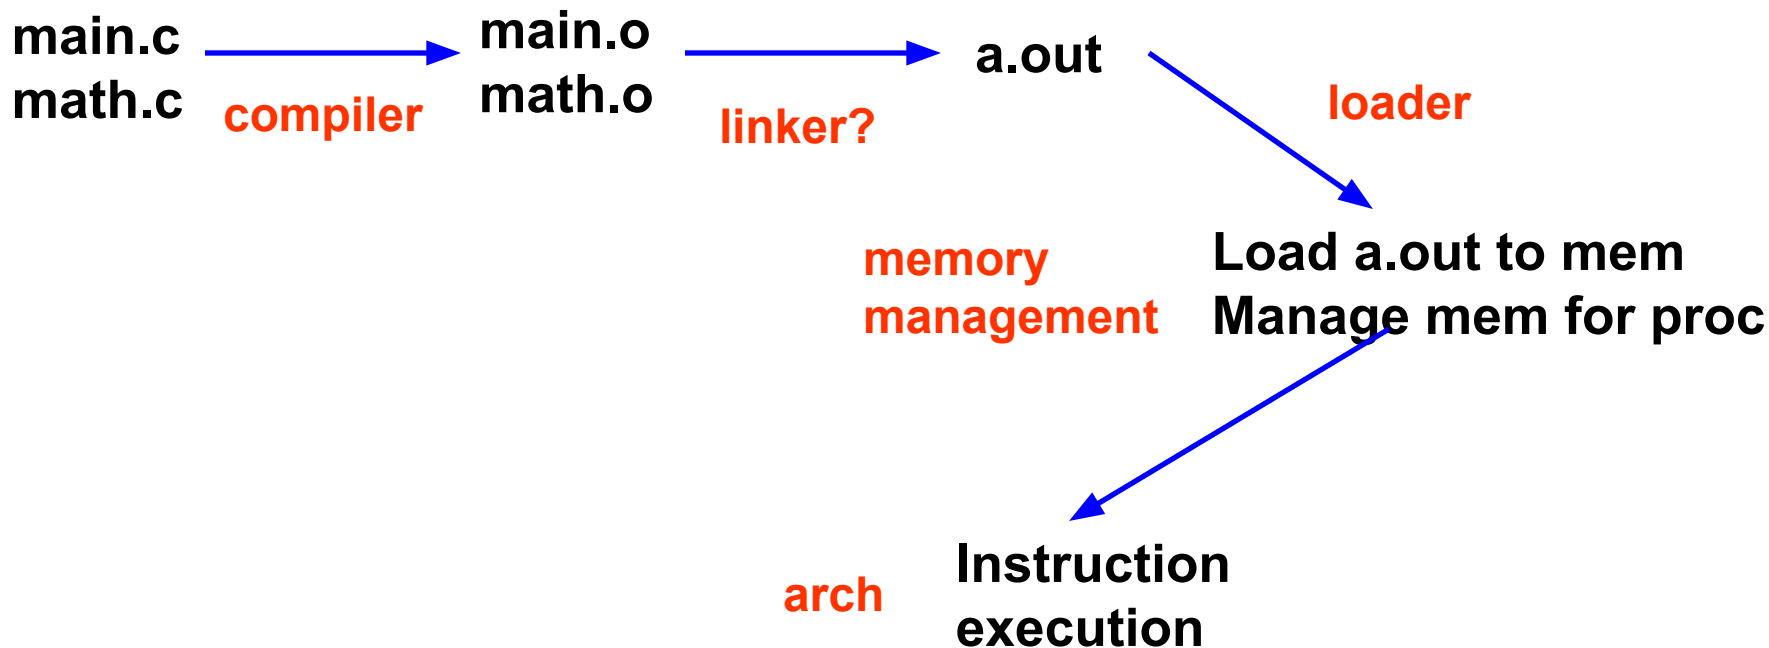 main.c
math.c
compiler
main.o
math.o
linker?
a.out
loader
memory
management
Load a.out to mem
Manage mem for proc
arch
Instruction
execution